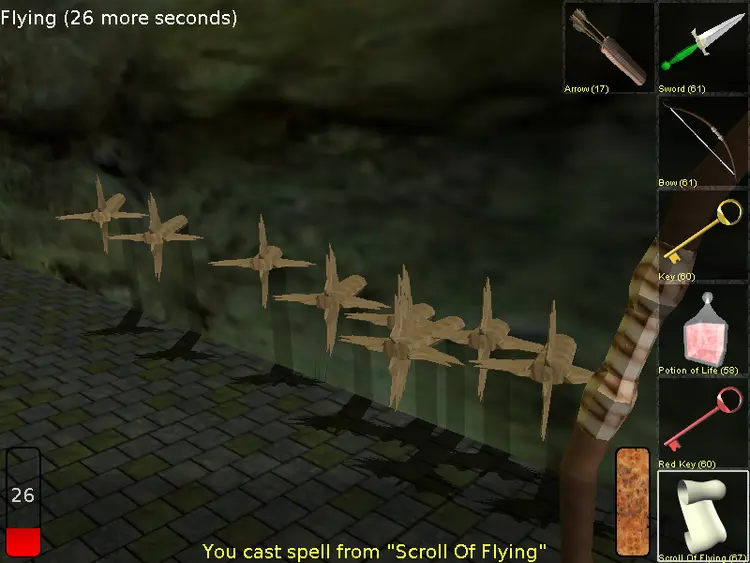 Flying (26 more seconds)
Arrow (17)
Sword (61)
Bow (61)
Key (60)
Potion of Life (58)
Red Key (60)
Scroll Of Flying (67)
26
You cast spell from "Scroll Of Flying"